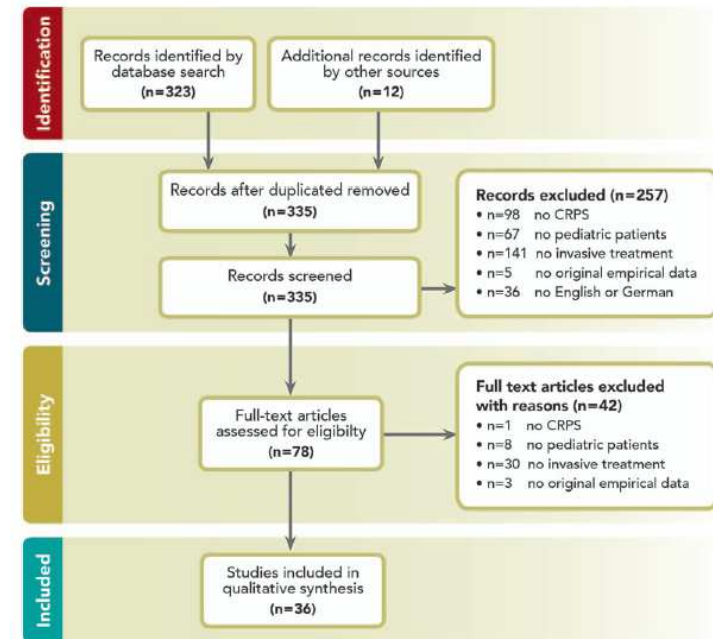 Identification
Records identified by
database search
(n=323)
Additional records identified
by other sources
(n=12)
Screening
Records after duplicated removed
(n=335)
Records screened
(n=335)
Records excluded (n=257)
• n=98 no CRPS
• n=67 no pediatric patients
• n=141 no invasive treatment
• n=5 no original empirical data
• n=36 no English or German
Eligibility
Full-text articles
assessed for eligibilty
(n=78)
Full text articles excluded
with reasons (n=42)
• n=1 no CRPS
• n=8 no pediatric patients
• n=30 no invasive treatment
• n=3 no original empirical data
Included
Studies included in
qualitative synthesis
(n=36)